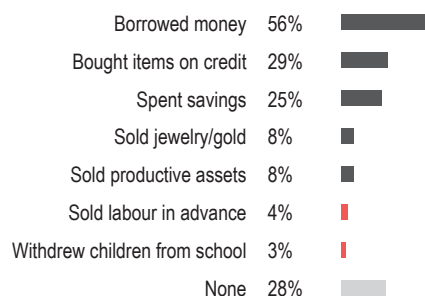 Borrowed money 56%
Bought items on credit 29%
Spent savings 25%
Sold jewelry/gold 8%
Sold productive assets 8%
Sold labour in advance 4%
Withdrew children from school 3%
None 28%